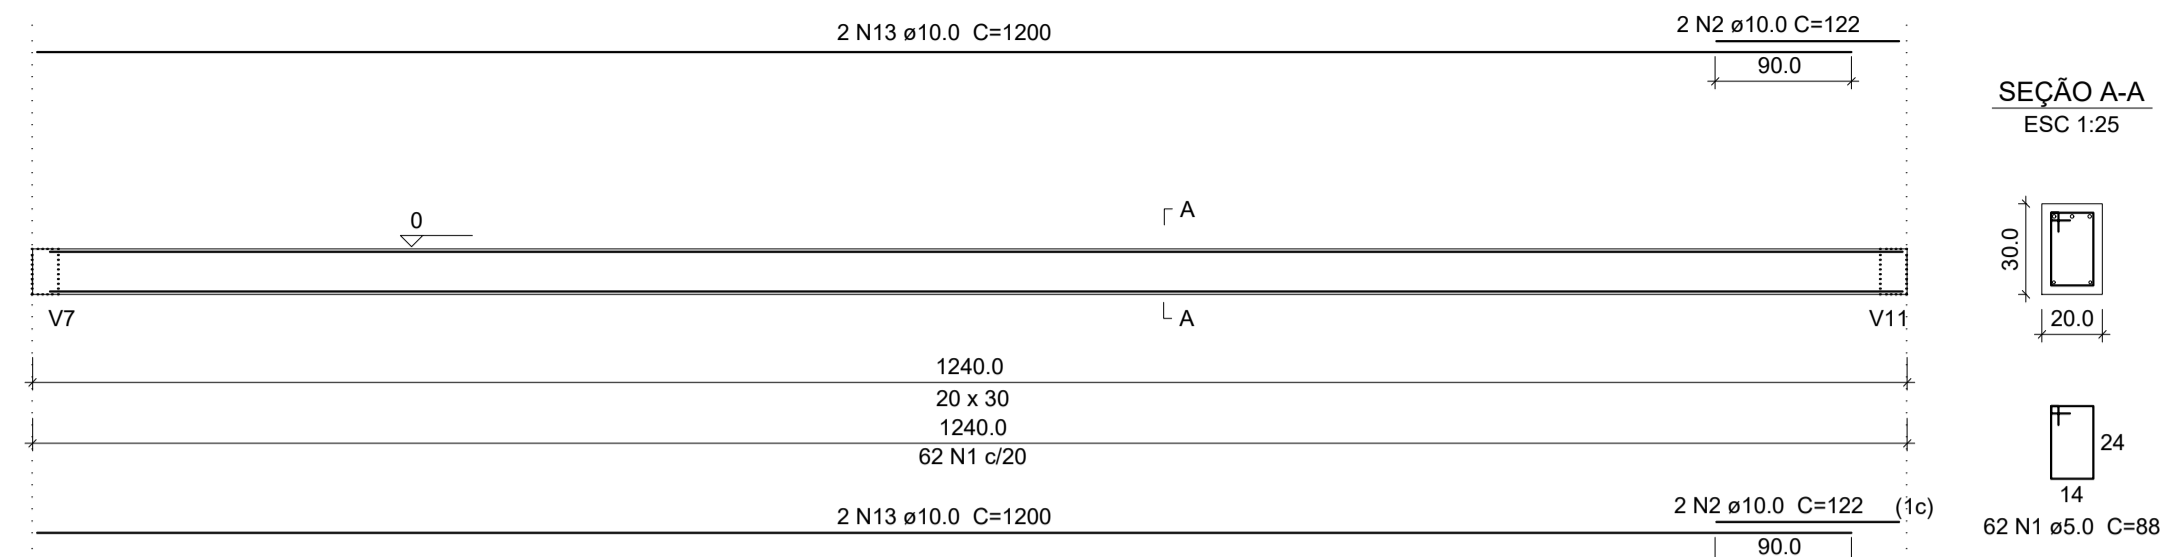 2 N13 ø10.0 C=1200
2 N2 ø10.0 C=122
90.0
SEÇÃO A-A
ESC 1:25
0
A
30.0
A
V7
V11
20.0
1240.0
20 x 30
1240.0
62 N1 c/20
24
14
2 N13 ø10.0 C=1200
2 N2 ø10.0 C=122
(1c)
62 N1 ø5.0 C=88
90.0